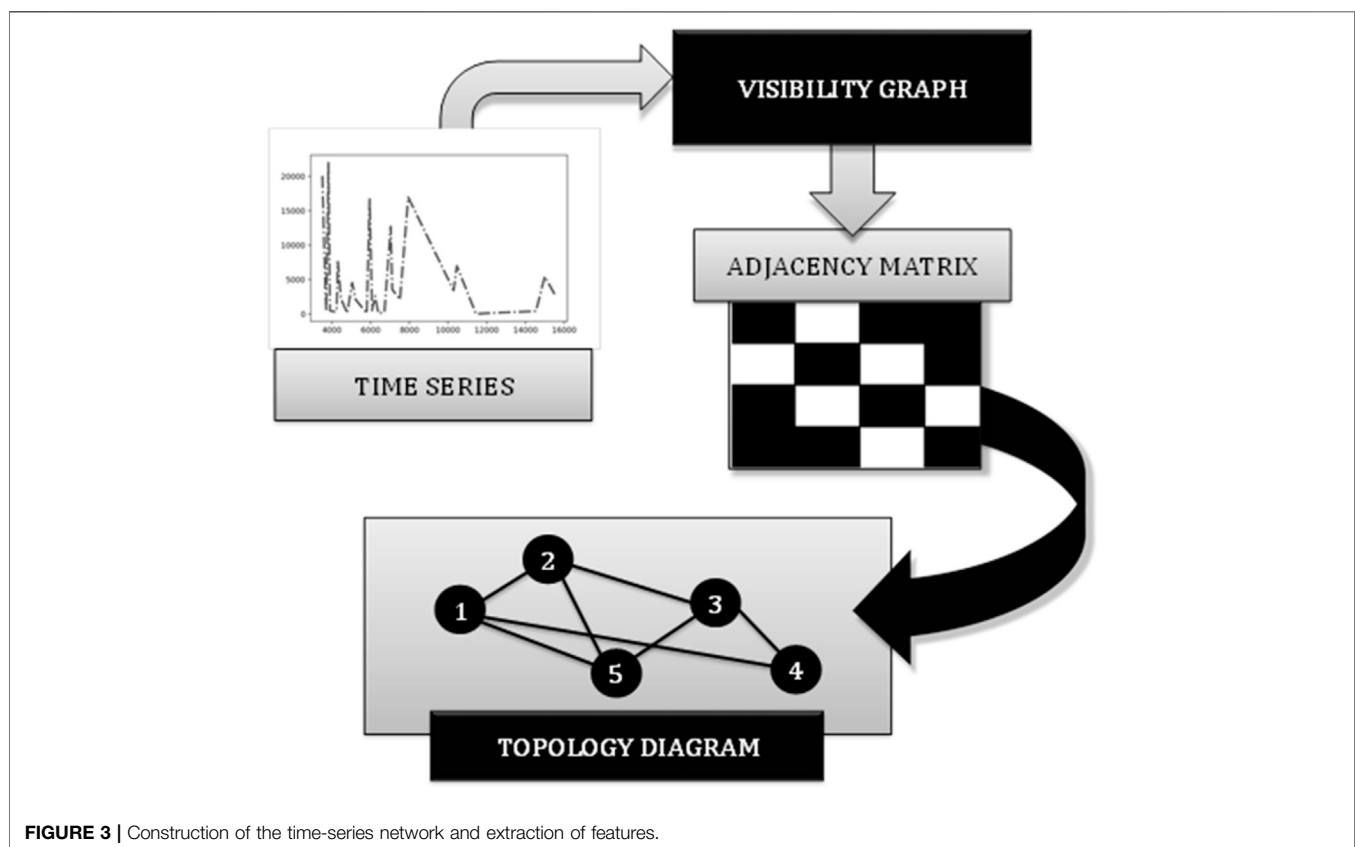 VISIBILITY GRAPH
20000
15000
10000
5000
0
4000 6000 8000 10000 12000 14000 16000
TIME SERIES
ADJACENCY MATRIX
2
1
3
5
4
TOPOLOGY DIAGRAM
FIGURE 3 | Construction of the time-series network and extraction of features.